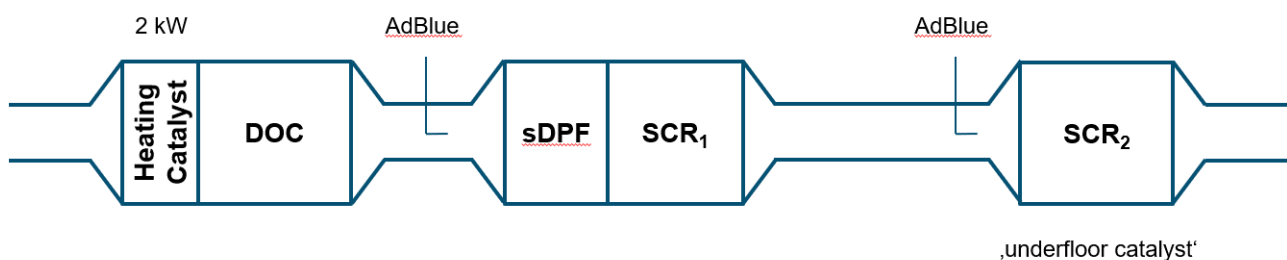 2 kW
AdBlue
AdBlue
Heating
Catalyst
DOC
sDPF
SCR₁
SCR₂
‚underfloor catalyst‘